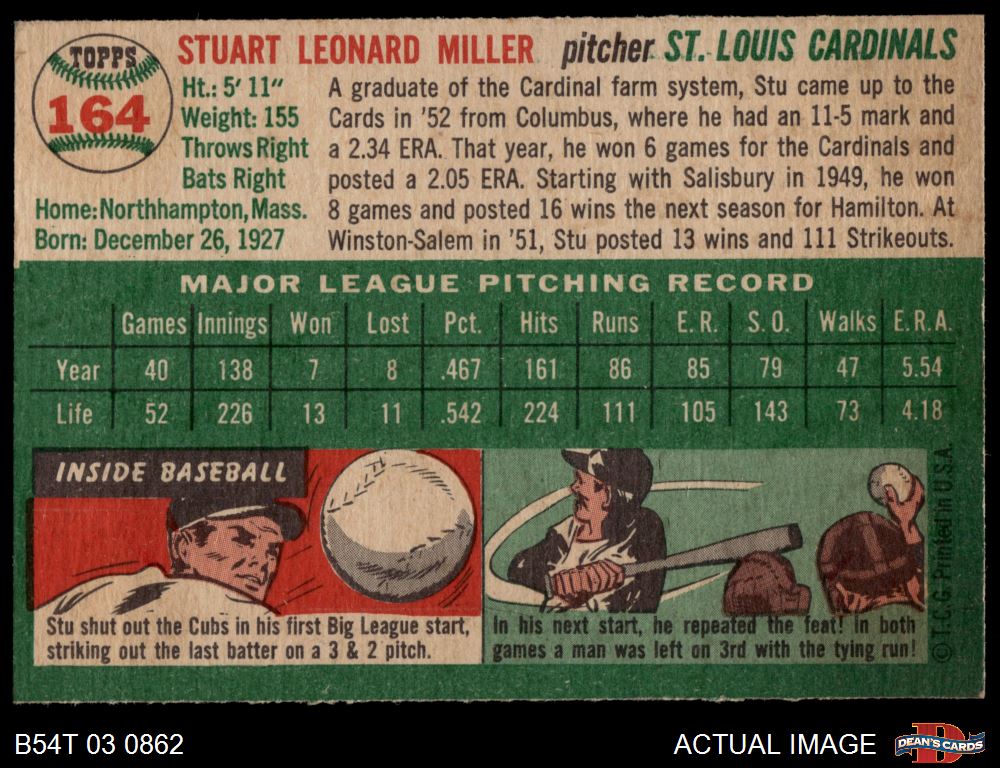 TOPPS
164
STUART LEONARD MILLER pitcher ST. LOUIS CARDINALS
Ht.: 5' 11"
Weight: 155
Throws Right
Bats Right
Home: Northhampton, Mass.
Born: December 26, 1927
A graduate of the Cardinal farm system, Stu came up to the
Cards in '52 from Columbus, where he had an 11-5 mark and
a 2.34 ERA. That year, he won 6 games for the Cardinals and
posted a 2.05 ERA. Starting with Salisbury in 1949, he won
8 games and posted 16 wins the next season for Hamilton. At
Winston-Salem in '51, Stu posted 13 wins and 111 Strikeouts.
MAJOR LEAGUE PITCHING RECORD
Games Innings Won Lost Pct. Hits Runs E.R. S.O. Walks E.R.A.
Year 40 138 7 8 .467 161 86 85 79 47 5.54
Life 52 226 13 11 .542 224 111 105 143 73 4.18
INSIDE BASEBALL
Stu shut out the Cubs in his first Big League start,
striking out the last batter on a 3 & 2 pitch.
In his next start, he repeated the feat! In both
games a man was left on 3rd with the tying run!
© T.C.G. Printed in U.S.A.
B54T 03 0862
ACTUAL IMAGE
D
DEAN'S CARDS